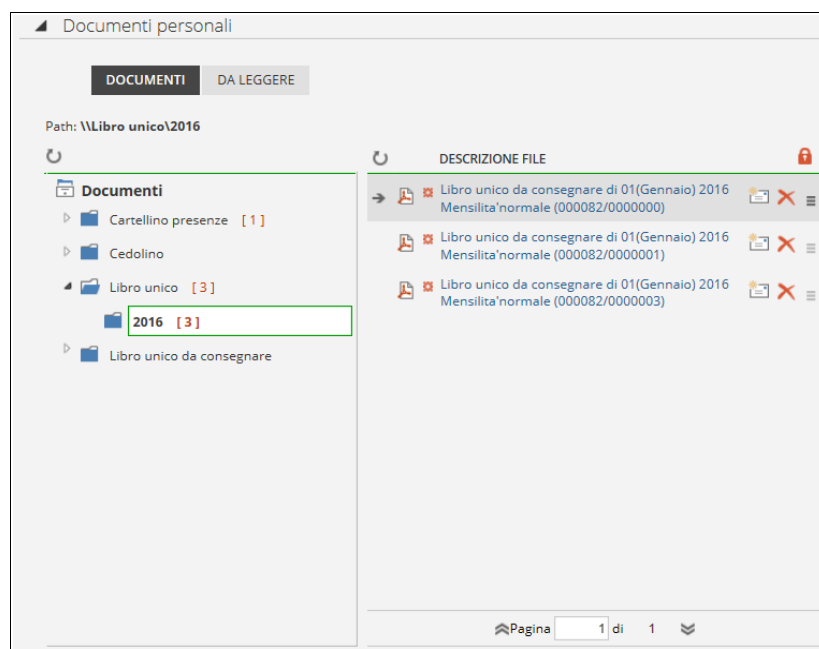 Documenti personali
DOCUMENTI
DA LEGGERE
Path: \\Libro unico\2016
Documenti
Cartellino presenze [ 1 ]
Cedolino
Libro unico [ 3 ]
2016 [ 3 ]
Libro unico da consegnare
DESCRIZIONE FILE
Libro unico da consegnare di 01(Gennaio) 2016
Mensilita'normale (000082/0000000)
Libro unico da consegnare di 01(Gennaio) 2016
Mensilita'normale (000082/0000001)
Libro unico da consegnare di 01(Gennaio) 2016
Mensilita'normale (000082/0000003)
Pagina 1 di 1